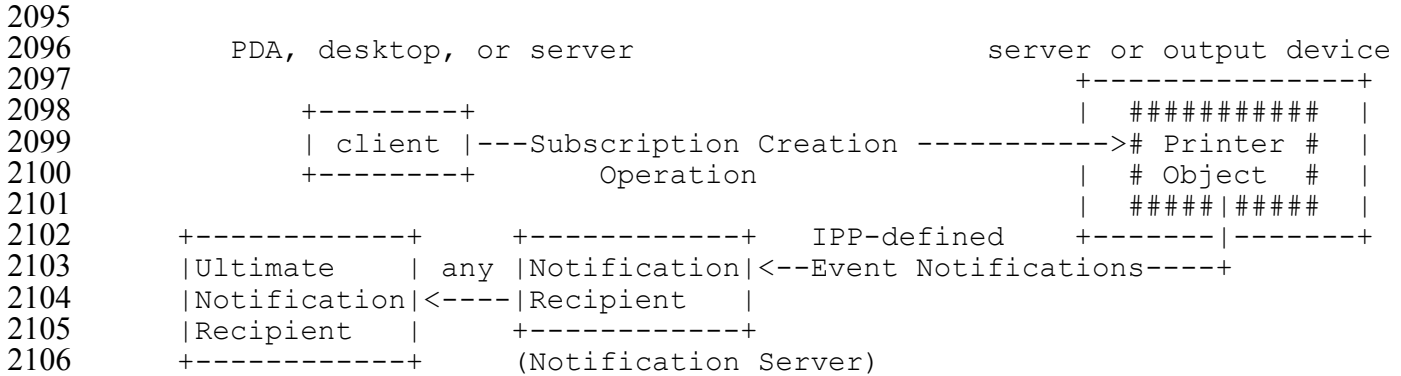 2095
2096 PDA, desktop, or server server or output device
2097 +---------------+
2098 +--------+ | ########### |
2099 | client |---Subscription Creation -----------># Printer # |
2100 +--------+ Operation | # Object # |
2101 | #####|##### |
2102 +------------+ +------------+ IPP-defined +-------|-------+
2103 |Ultimate | any |Notification|<--Event Notifications----+
2104 |Notification|<----|Recipient |
2105 |Recipient | +------------+
2106 +------------+ (Notification Server)